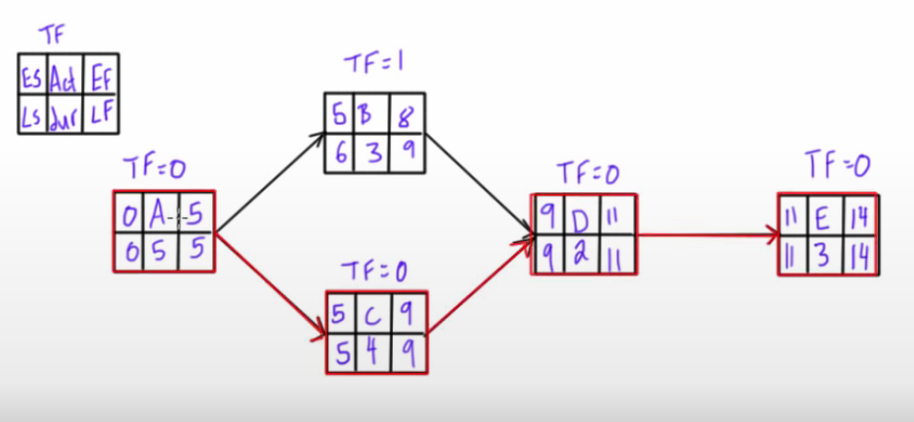 TF
ES Act EF
LS dur LF
TF=1
5 B 8
6 3 9
TF=0
0 A 5
0 5 5
TF=0
5 C 9
5 4 9
TF=0
9 D 11
9 2 11
TF=0
11 E 14
11 3 14